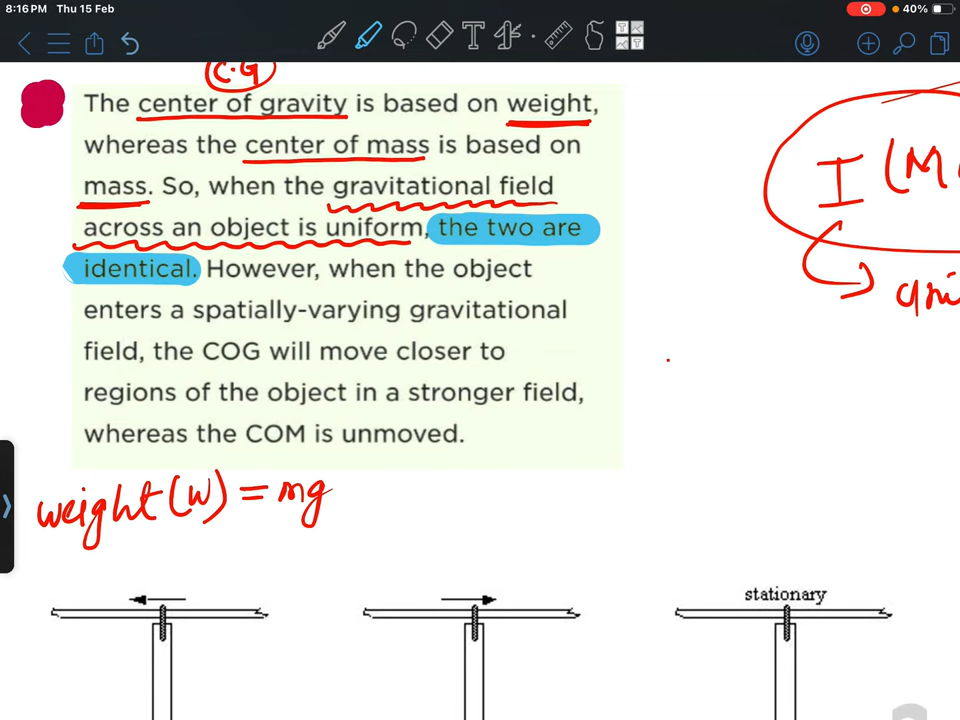 8:16 PM Thu 15 Feb
40%
C.G
The center of gravity is based on weight,
whereas the center of mass is based on
mass. So, when the gravitational field
across an object is uniform, the two are
identical. However, when the object
enters a spatially-varying gravitational
field, the COG will move closer to
regions of the object in a stronger field,
whereas the COM is unmoved.
I (M
weight (W) = mg
stationary